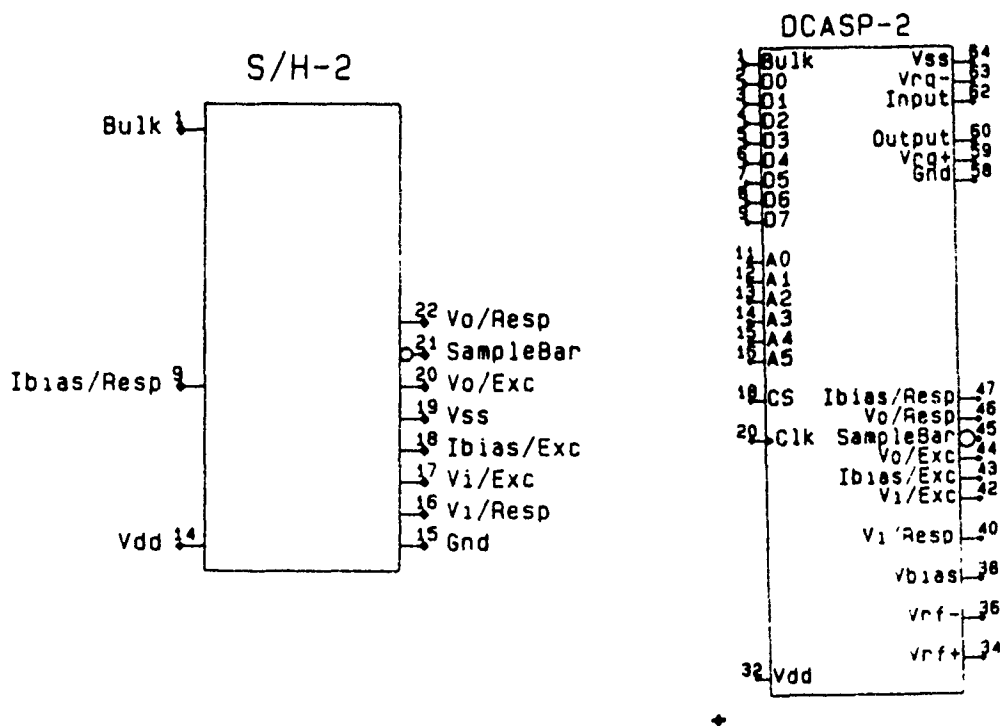 S/H-2
Bulk 1
22 Vo/Resp
21 SampleBar
Ibias/Resp 9
20 Vo/Exc
19 Vss
18 Ibias/Exc
17 Vi/Exc
16 Vi/Resp
Vdd 14
15 Gnd
DCASP-2
1 Bulk
Vss 64
2 D0
Vrq- 63
3 D1
Input 62
4 D2
5 D3
Output 60
6 D4
Vrq+ 59
7 D5
Gnd 58
8 D6
9 D7
11 A0
12 A1
13 A2
14 A3
15 A4
16 A5
18 CS
Ibias/Resp 47
Vo/Resp 46
20 Clk
SampleBar 45
Vo/Exc 44
Ibias/Exc 43
Vi/Exc 42
Vi'Resp 40
Vbias 38
Vrf- 36
Vrf+ 34
32 Vdd